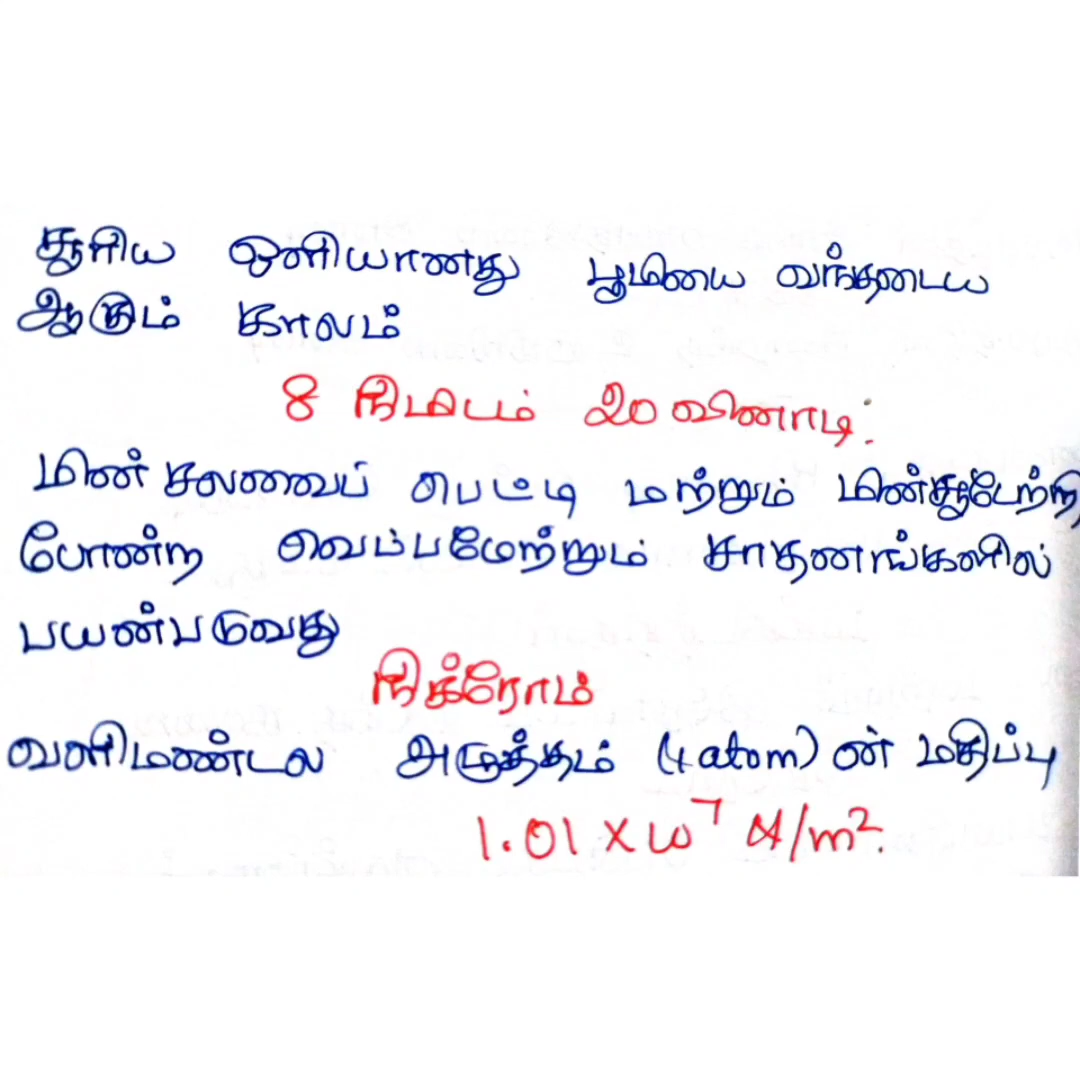 சூரிய ஒளியானது பூமியை வந்தடைய
ஆகும் காலம்
8 நிமிடம் 20 வினாடி.
மின் சலவைப் பெட்டி மற்றும் மின்சூடேற்றி
போன்ற வெப்பமேற்றும் சாதனங்களில்
பயன்படுவது
நிக்ரோம்
வளிமண்டல அழுத்தம் (1 atom) ன் மதிப்பு
1.01 X 10⁷ N/m².